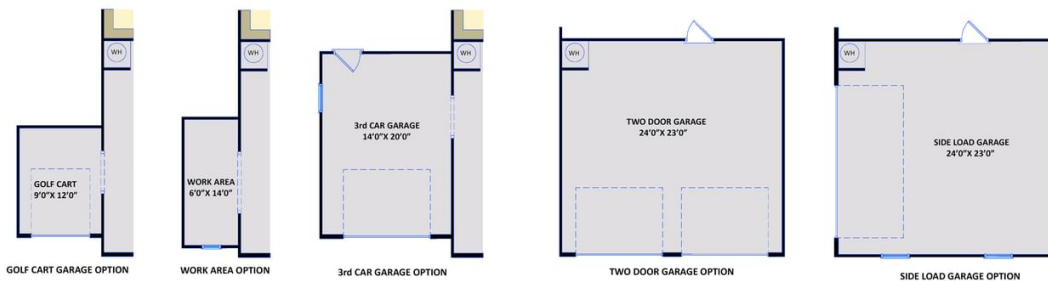 WH
GOLF CART
9'0"X 12'0"
GOLF CART GARAGE OPTION
WH
WORK AREA
6'0"X 14'0"
WORK AREA OPTION
WH
3rd CAR GARAGE
14'0"X 20'0"
3rd CAR GARAGE OPTION
WH
TWO DOOR GARAGE
24'0"X 23'0"
TWO DOOR GARAGE OPTION
WH
SIDE LOAD GARAGE
24'0"X 23'0"
SIDE LOAD GARAGE OPTION